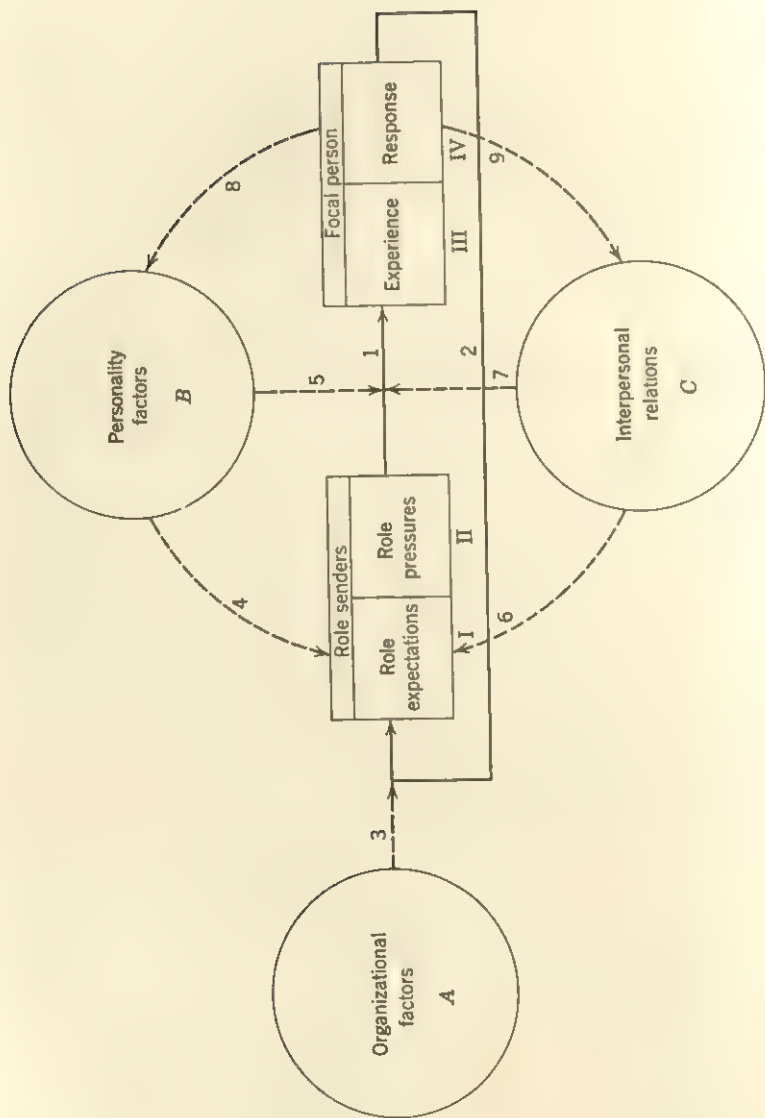 Personality
factors
B
8
4
5
Role senders
Role
expectations
Role
pressures
I
II
1
Focal person
Experience
Response
III
IV
3
Organizational
factors
A
2
6
7
9
Interpersonal
relations
C